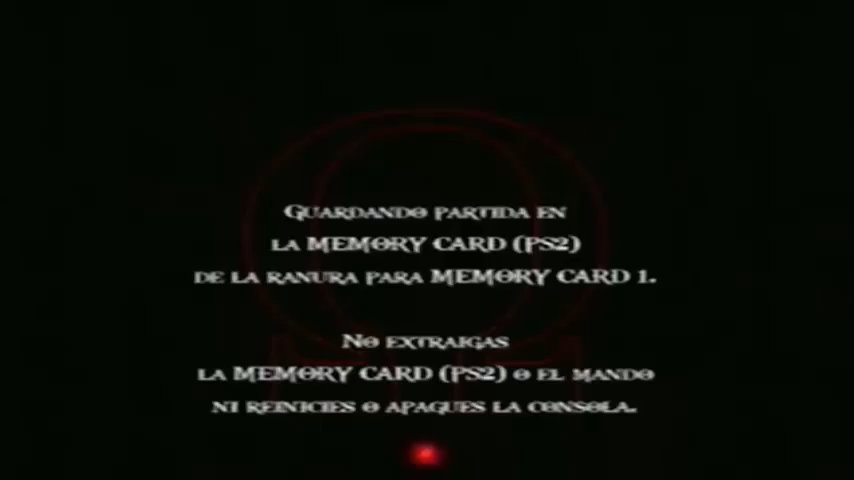 Guardando partida en
la MEMORY CARD (PS2)
de la ranura para MEMORY CARD 1.
No extraigas
la MEMORY CARD (PS2) o el mando
ni reinicies o apagues la consola.